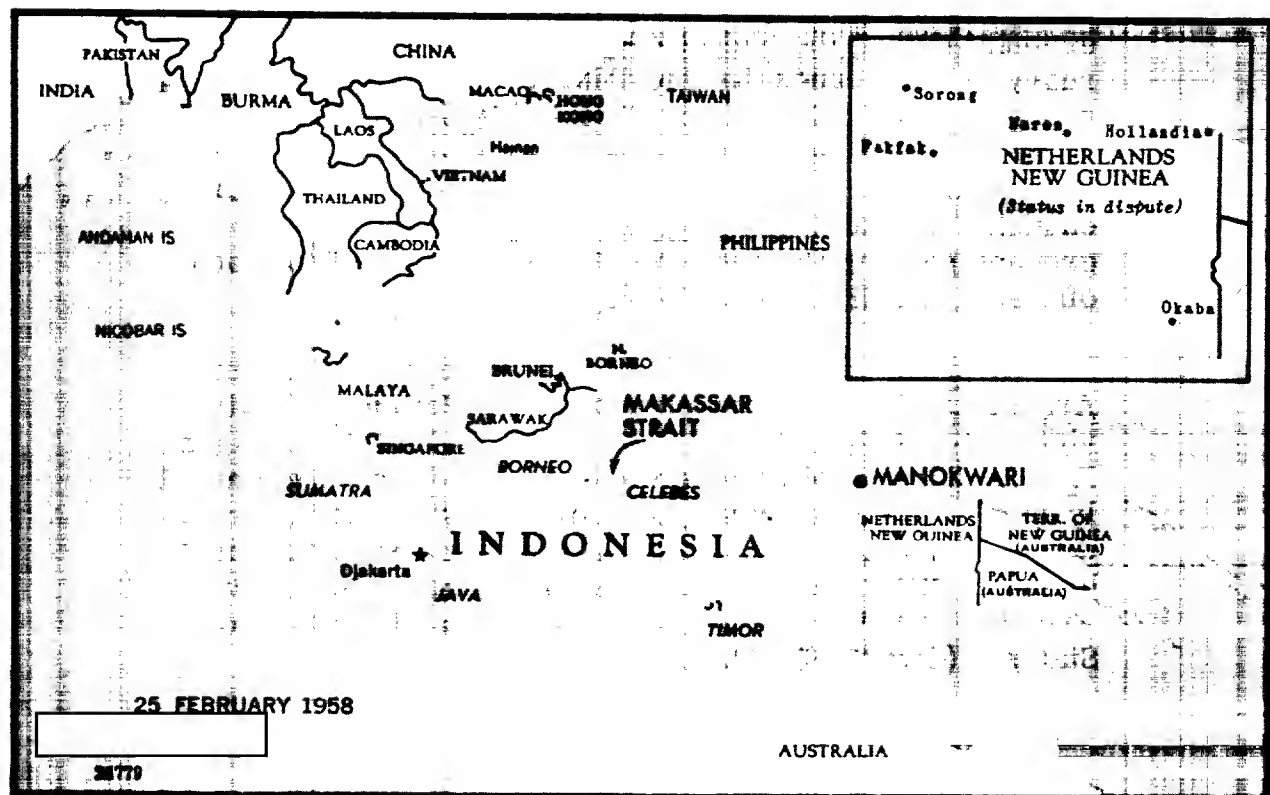 PAKISTAN
INDIA
BURMA
CHINA
MACAO
HONG
KONG
TAIWAN
LAOS
Hainan
VIETNAM
THAILAND
CAMBODIA
ANDAMAN IS
PHILIPPINES
NICOBAR IS
Sorong
Fakfak
Hollandia
NETHERLANDS
NEW GUINEA
(Status in dispute)
Okaba
N.
BORNEO
BRUNEI
MALAYA
SARAWAK
MAKASSAR
STRAIT
SINGAPORE
BORNEO
SUMATRA
CELEBES
MANOKWARI
NETHERLANDS
NEW GUINEA
TERR. OF
NEW GUINEA
(AUSTRALIA)
PAPUA
(AUSTRALIA)
INDONESIA
Djakarta
JAVA
TIMOR
25 FEBRUARY 1958
AUSTRALIA